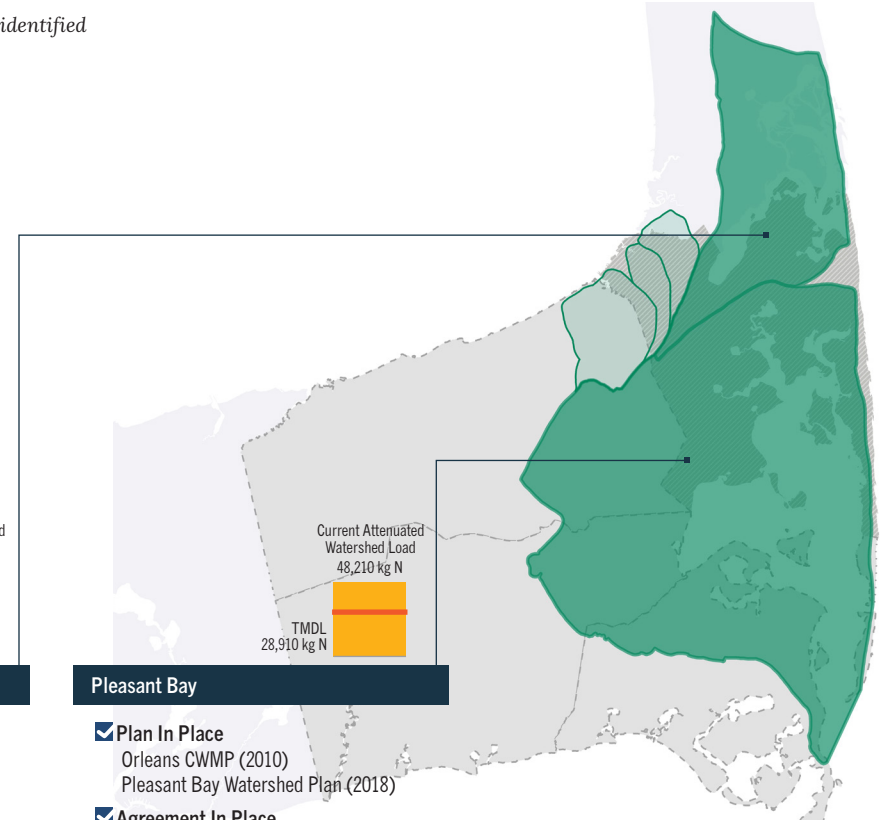 identified
d
Current Attenuated
Watershed Load
48,210 kg N
TMDL
28,910 kg N
Pleasant Bay
Plan In Place
Orleans CWMP (2010)
Pleasant Bay Watershed Plan (2018)
Agreement In Place